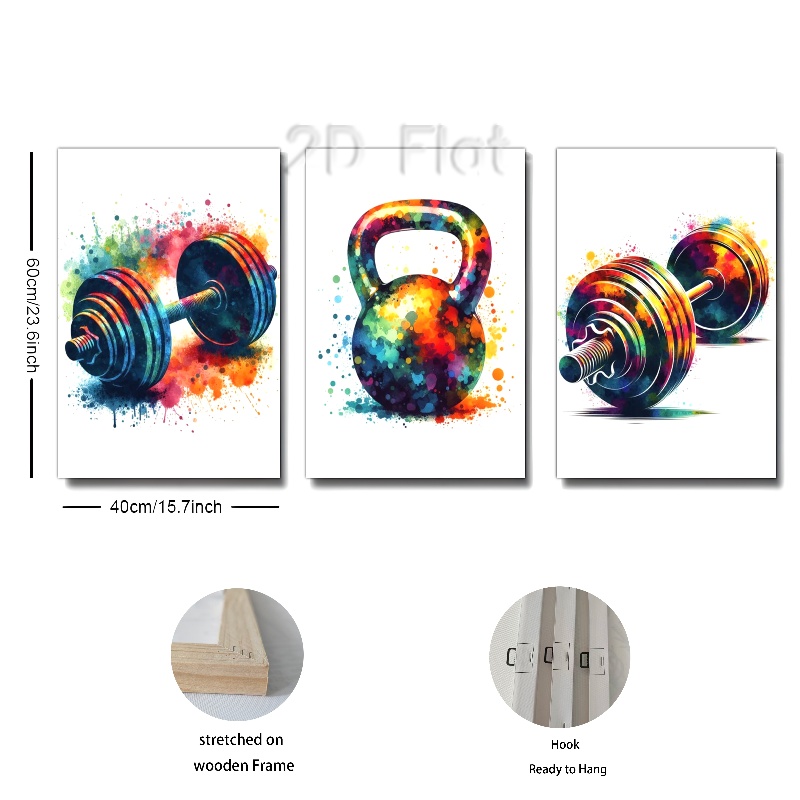 2D Flat
60cm/23.6inch
40cm/15.7inch
stretched on
wooden Frame
Hook
Ready to Hang